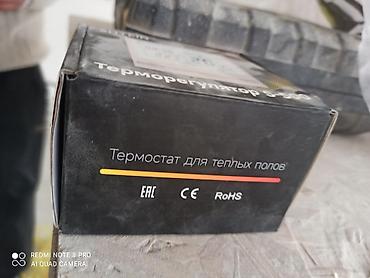 Терморегулятор
Термостат для теплых полов
EAC CE RoHS
REDMI NOTE 8 PRO
AI QUAD CAMERA